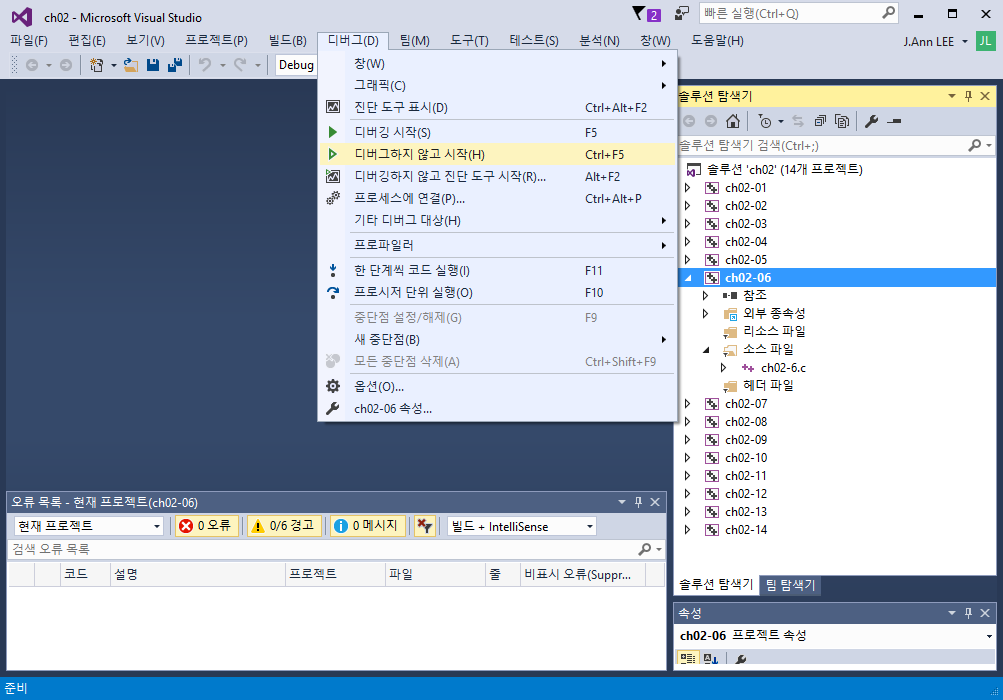 ch02 - Microsoft Visual Studio
2
빠른 실행(Ctrl+Q)
파일(F) 편집(E) 보기(V) 프로젝트(P) 빌드(B) 디버그(D) 팀(M) 도구(T) 테스트(S) 분석(N) 창(W) 도움말(H) J.Ann LEE JL
Debug
창(W)
그래픽(C)
진단 도구 표시(D) Ctrl+Alt+F2
디버깅 시작(S) F5
디버그하지 않고 시작(H) Ctrl+F5
디버깅하지 않고 진단 도구 시작(R)... Alt+F2
프로세스에 연결(P)... Ctrl+Alt+P
기타 디버그 대상(H)
프로파일러
한 단계씩 코드 실행(I) F11
프로시저 단위 실행(O) F10
중단점 설정/해제(G) F9
새 중단점(B)
모든 중단점 삭제(A) Ctrl+Shift+F9
옵션(O)...
ch02-06 속성...
솔루션 탐색기
솔루션 탐색기 검색(Ctrl+;)
솔루션 'ch02' (14개 프로젝트)
ch02-01
ch02-02
ch02-03
ch02-04
ch02-05
ch02-06
참조
외부 종속성
리소스 파일
소스 파일
ch02-6.c
헤더 파일
ch02-07
ch02-08
ch02-09
ch02-10
ch02-11
ch02-12
ch02-13
ch02-14
솔루션 탐색기 팀 탐색기
오류 목록 - 현재 프로젝트(ch02-06)
현재 프로젝트 0 오류 0/6 경고 0 메시지 빌드 + IntelliSense
검색 오류 목록
코드 설명 프로젝트 파일 줄 비표시 오류(Suppr...
속성
ch02-06 프로젝트 속성
준비